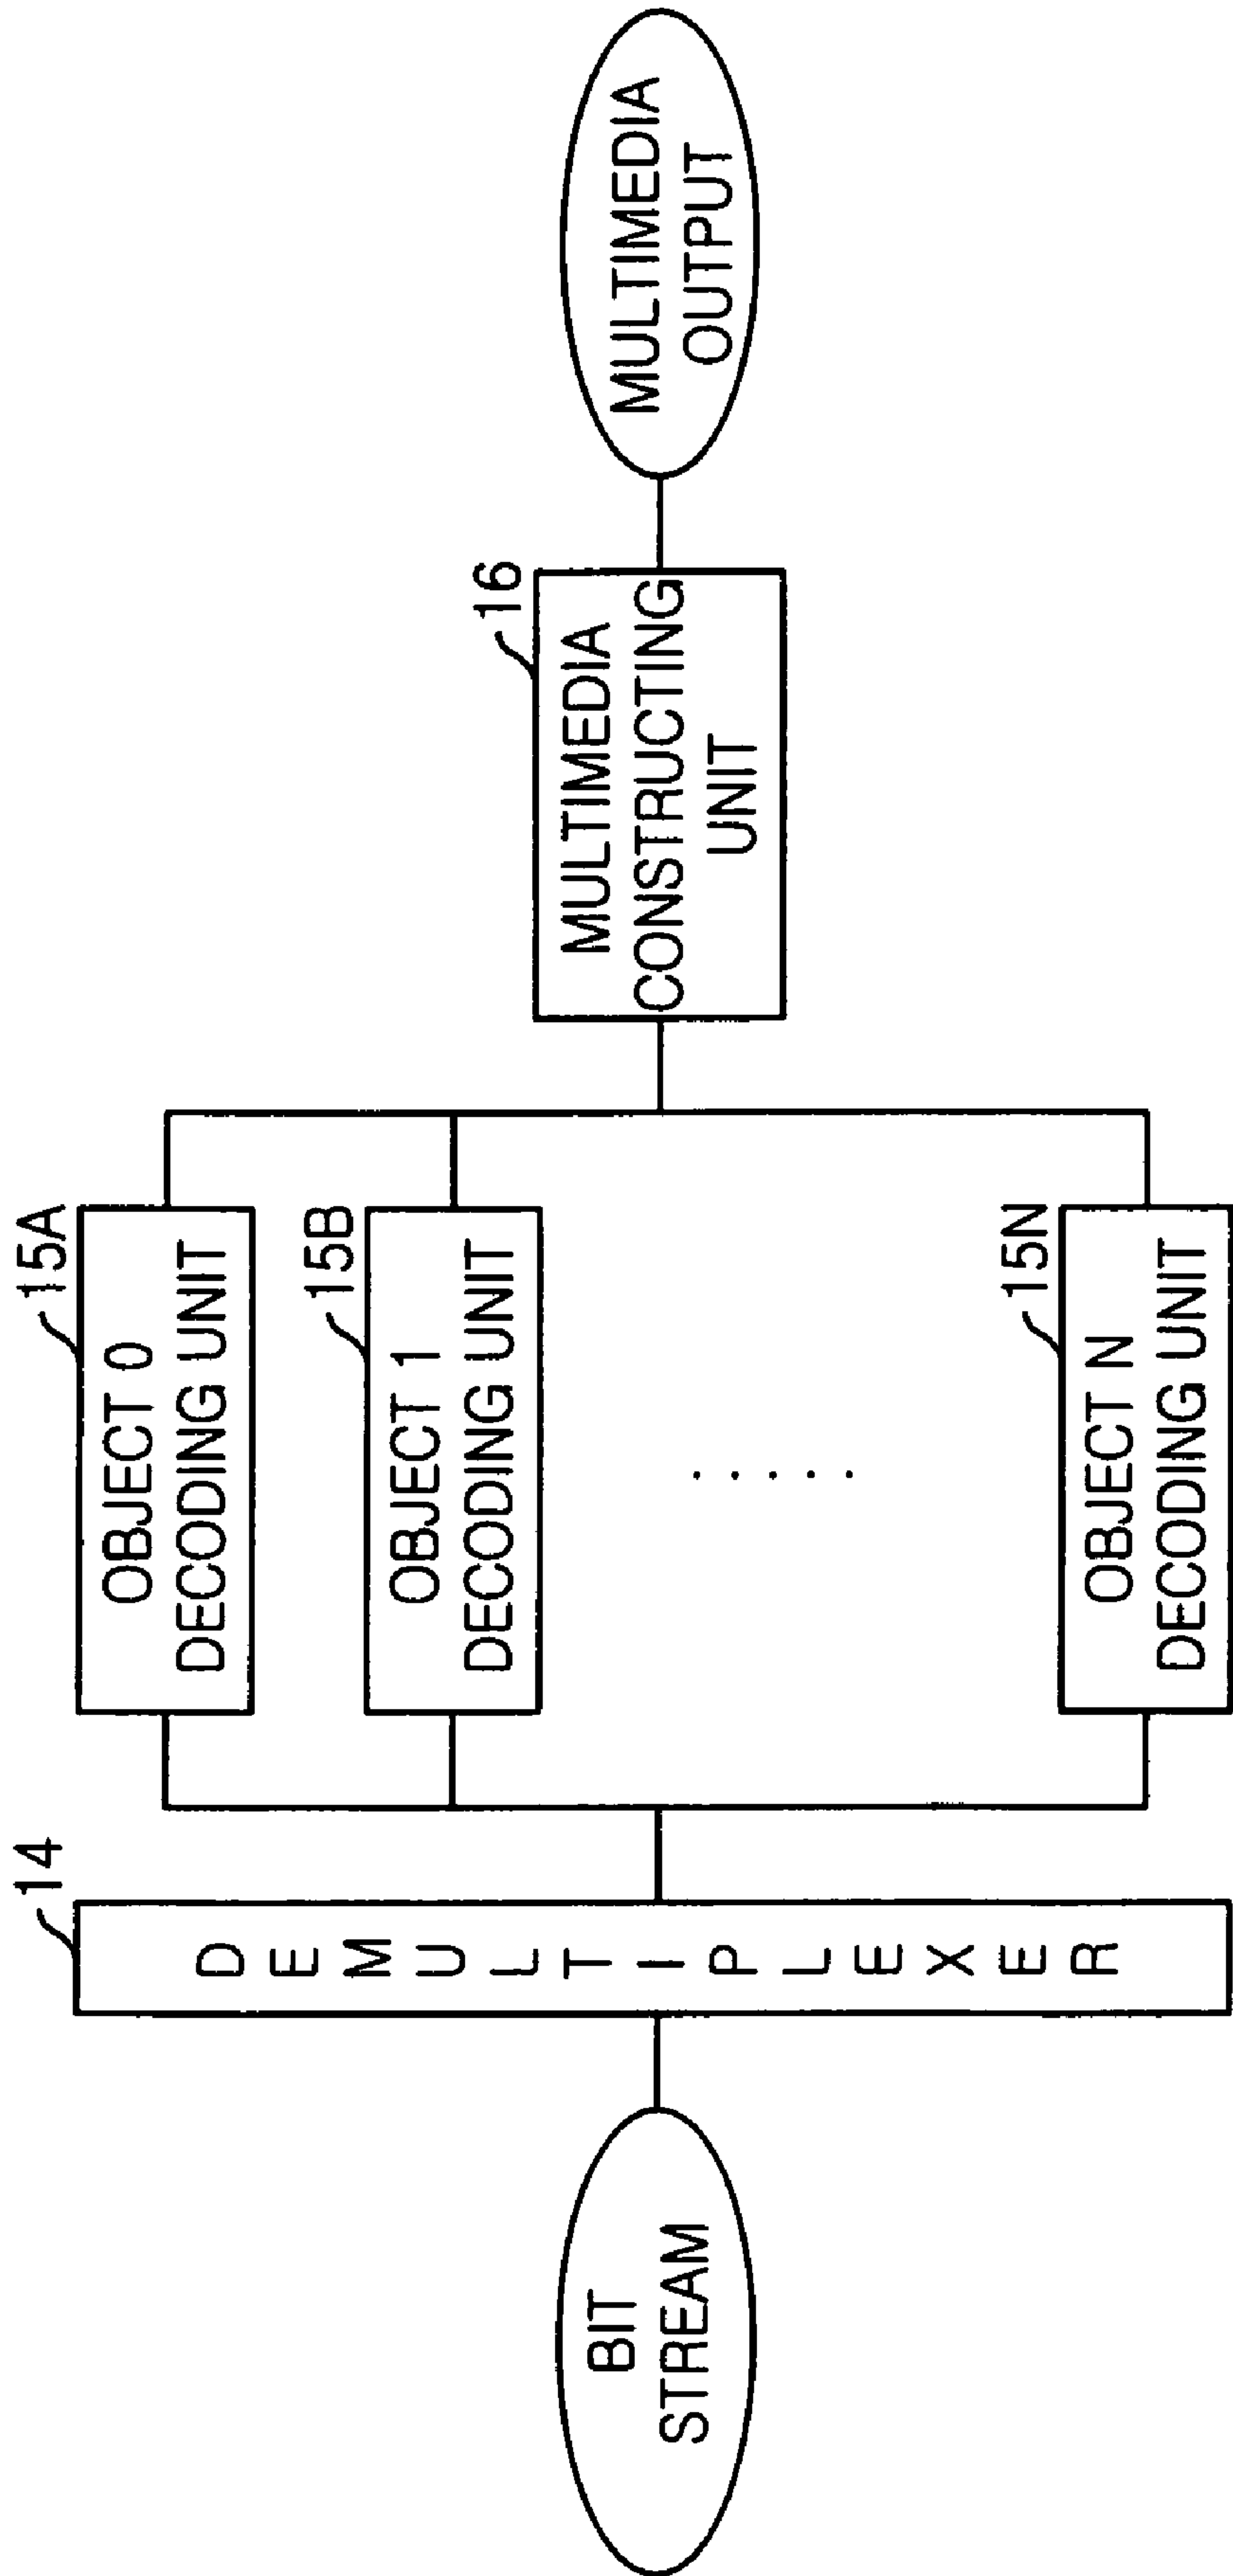 BIT
STREAM
14
DEMULTIPLEXER
15A
OBJECT 0
DECODING UNIT
15B
OBJECT 1
DECODING UNIT
.....
15N
OBJECT N
DECODING UNIT
16
MULTIMEDIA
CONSTRUCTING
UNIT
MULTIMEDIA
OUTPUT